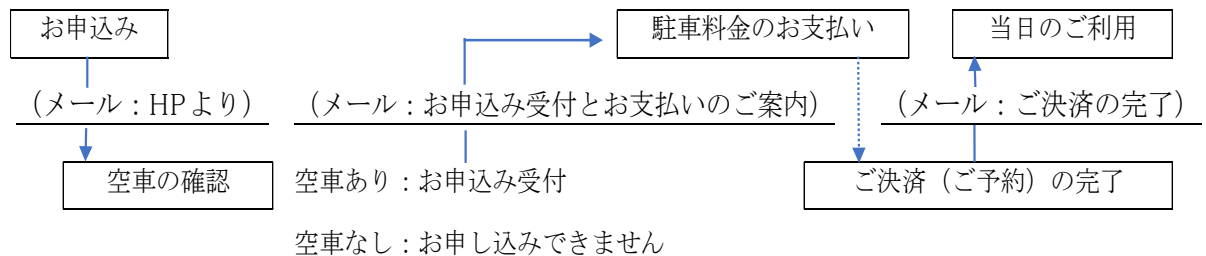 お申込み
駐車料金のお支払い
当日のご利用
(メール：HPより)
(メール：お申込み受付とお支払いのご案内)
(メール：ご決済の完了)
空車の確認
空車あり：お申込み受付
ご決済（ご予約）の完了
空車なし：お申し込みできません